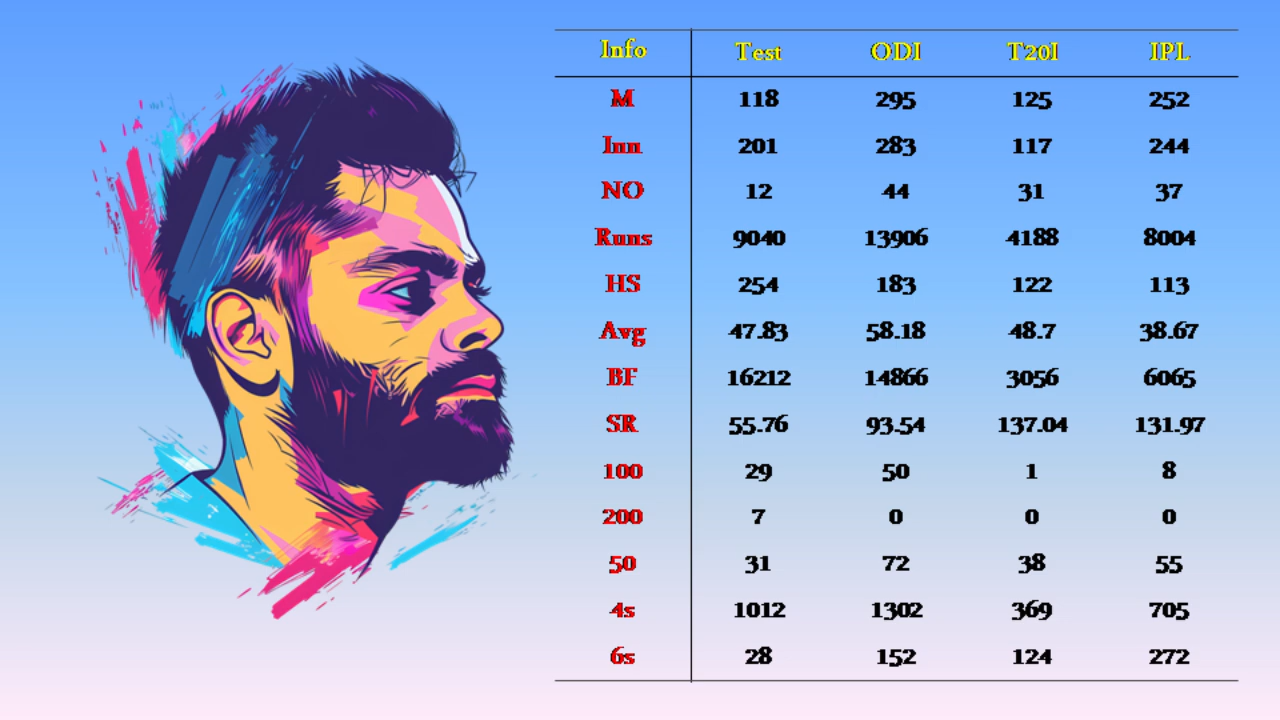 Info Test ODI T20I IPL
M 118 295 125 252
Inn 201 283 117 244
NO 12 44 31 37
Runs 9040 13906 4188 8004
HS 254 183 122 113
Avg 47.83 58.18 48.7 38.67
BF 16212 14866 3056 6065
SR 55.76 93.54 137.04 131.97
100 29 50 1 8
200 7 0 0 0
50 31 72 38 55
4s 1012 1302 369 705
6s 28 152 124 272